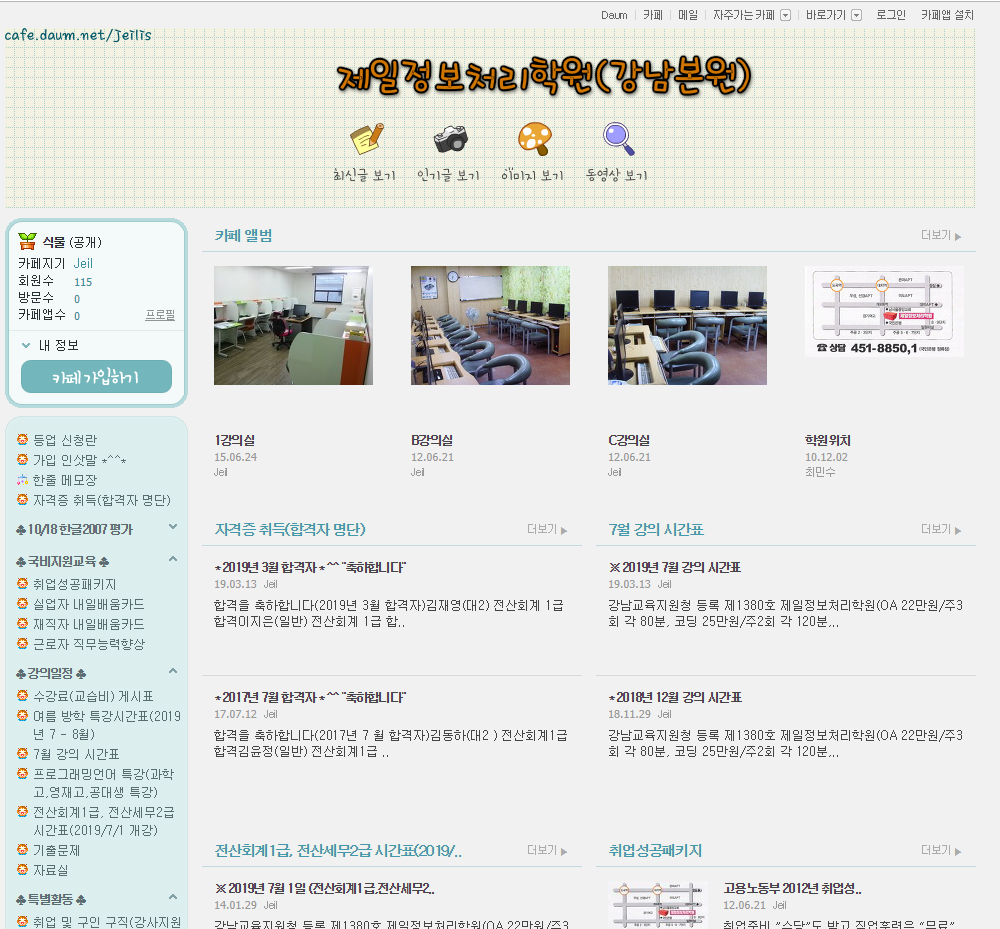 Daum 카페 메일 자주가는 카페 바로가기 로그인 카페앱 설치
cafe.daum.net/jeilis
제일정보처리학원(강남본원)
최신글 보기 인기글 보기 이미지 보기 동영상 보기
식물 (공개)
카페지기 Jeil
회원수 115
방문수 0
카페앱수 0 프로필
내 정보
카페 가입하기
등업 신청란
가입 인삿말 *^^*
한줄 메모장
자격증 취득(합격자 명단)
♣10/18 한글2007 평가
♣국비지원교육 ♣
취업성공패키지
실업자 내일배움카드
재직자 내일배움카드
근로자 직무능력향상
♣강의일정 ♣
수강료(교습비) 게시표
여름 방학 특강시간표(2019
년 7 - 8월)
7월 강의 시간표
프로그래밍언어 특강(과학
고,영재고,공대생 특강)
전산회계1급, 전산세무2급
시간표(2019/7/1 개강)
기출문제
자료실
♣특별활동 ♣
취업 및 구인 구직(강사지원
카페 앨범 더보기
☎ 상담 451-8850,1
1강의실
15.06.24
Jeil
B강의실
12.06.21
Jeil
C강의실
12.06.21
Jeil
학원위치
10.12.02
최민수
자격증 취득(합격자 명단) 더보기
*2019년 3월 합격자 *^^ "축하합니다"
19.03.13 Jeil
합격을 축하합니다(2019년 3월 합격자)김재영(대2) 전산회계 1급
합격이지은(일반) 전산회계 1급 합..
*2017년 7월 합격자 *^^ "축하합니다"
17.07.12 Jeil
합격을 축하합니다(2017년 7 월 합격자)김동하(대2 ) 전산회계1급
합격김윤정(일반) 전산회계1급 ..
7월 강의 시간표 더보기
※2019년 7월 강의 시간표
19.03.13 Jeil
강남교육지원청 등록 제1380호 제일정보처리학원(OA 22만원/주3
회 각 80분, 코딩 25만원/주2회 각 120분...
*2018년 12월 강의 시간표
18.11.29 Jeil
강남교육지원청 등록 제1380호 제일정보처리학원(OA 22만원/주3
회 각 80분, 코딩 25만원/주2회 각 120분...
전산회계1급, 전산세무2급 시간표(2019/.. 더보기
※2019년 7월 1일 (전산회계1급,전산세무2..
14.01.29 Jeil
강남교육지원청 등록 제1380호 제일정보처리학원(OA 22만원/주3
취업성공패키지 더보기
고용노동부 2012년 취업성..
12.06.21 Jeil
취업준비 "수당"도 받고 직업훈련은 "무료"